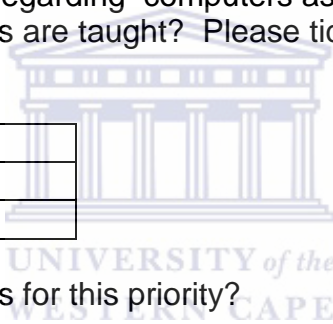 regarding computers as
s are taught? Please tic
UNIVERSITY of the
s for this priority?
WESTERN CAPE